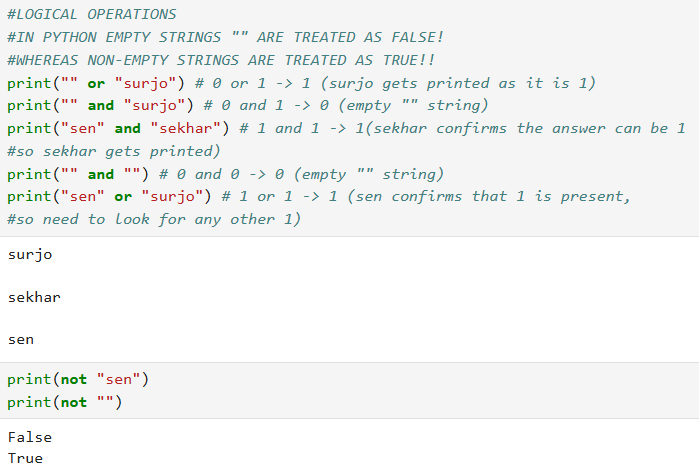 #LOGICAL OPERATIONS
#IN PYTHON EMPTY STRINGS "" ARE TREATED AS FALSE!
#WHEREAS NON-EMPTY STRINGS ARE TREATED AS TRUE!!
print("" or "surjo") # 0 or 1 -> 1 (surjo gets printed as it is 1)
print("" and "surjo") # 0 and 1 -> 0 (empty "" string)
print("sen" and "sekhar") # 1 and 1 -> 1(sekhar confirms the answer can be 1
#so sekhar gets printed)
print("" and "") # 0 and 0 -> 0 (empty "" string)
print("sen" or "surjo") # 1 or 1 -> 1 (sen confirms that 1 is present,
#so need to look for any other 1)
surjo
sekhar
sen
print(not "sen")
print(not "")
False
True